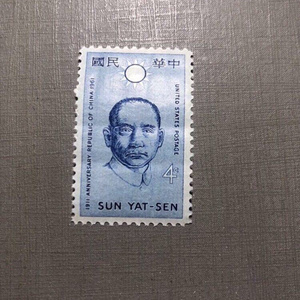 國民 華中
1911 ANNIVERSARY REPUBLIC OF CHINA 1961
UNITED STATES POSTAGE
4¢
SUN YAT-SEN